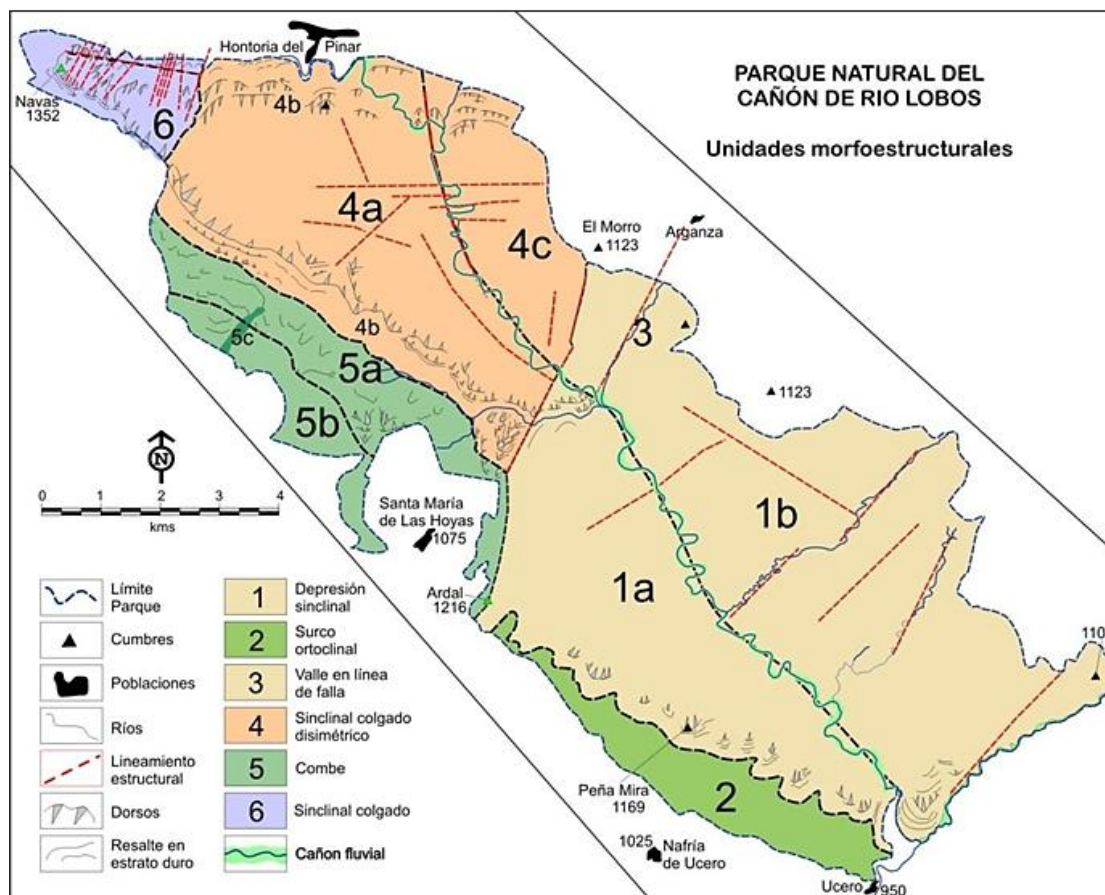 PARQUE NATURAL DEL
CAÑÓN DE RIO LOBOS
Unidades morfoestructurales
Hontoria del Pinar
Navas
1352
6
4b
4a
4c
El Morro
1123
Arganza
3
1123
4b
5c
5a
5b
N
0 1 2 3 4
kms
Santa María
de Las Hoyas
1075
1b
1a
Ardal
1216
110
Peña Mira
1169
2
1025
Nafría
de Ucero
Ucero
950
Límite
Parque
Cumbres
Poblaciones
Ríos
Lineamiento
estructural
Dorsos
Resalte en
estrato duro
1 Depresión
sinclinal
2 Surco
ortoclinal
3 Valle en línea
de falla
4 Sinclinal colgado
disimétrico
5 Combe
6 Sinclinal colgado
Cañon fluvial